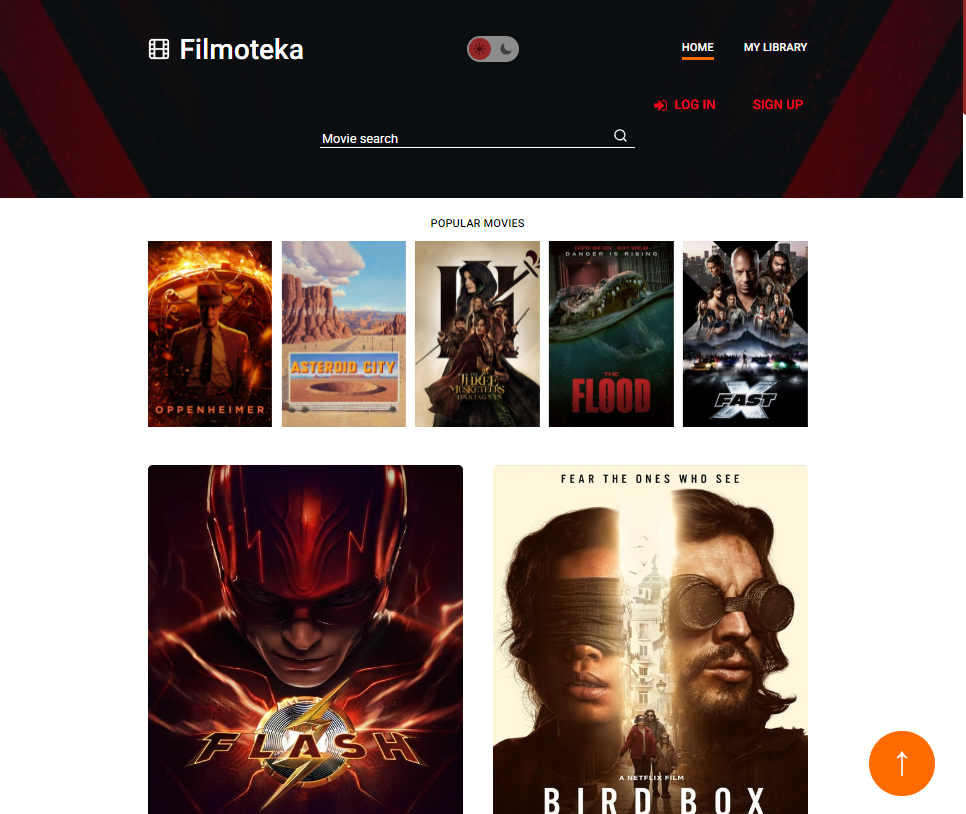 Filmoteka
HOME
MY LIBRARY
LOG IN
SIGN UP
Movie search
POPULAR MOVIES
OPPENHEIMER
ASTEROID CITY
THE
THREE
MUSKETEERS
D'ARTAGNAN
DANGER IS RISING
THE
FLOOD
FAST
X
FLASH
FEAR THE ONES WHO SEE
A NETFLIX FILM
BIRD BOX